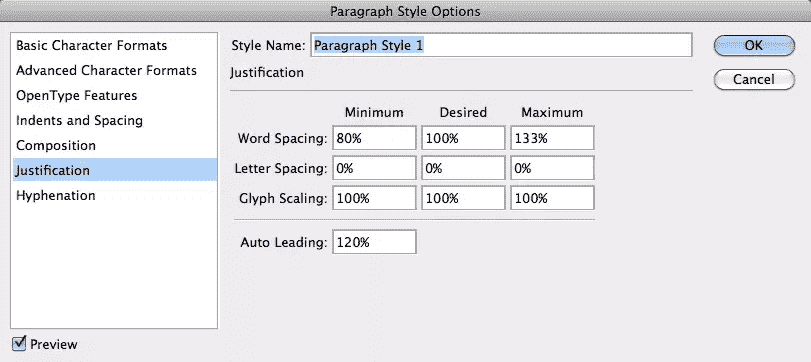 Paragraph Style Options
Basic Character Formats
Advanced Character Formats
OpenType Features
Indents and Spacing
Composition
Justification
Hyphenation
Preview
Style Name: Paragraph Style 1
Justification
Minimum Desired Maximum
Word Spacing: 80% 100% 133%
Letter Spacing: 0% 0% 0%
Glyph Scaling: 100% 100% 100%
Auto Leading: 120%
OK
Cancel